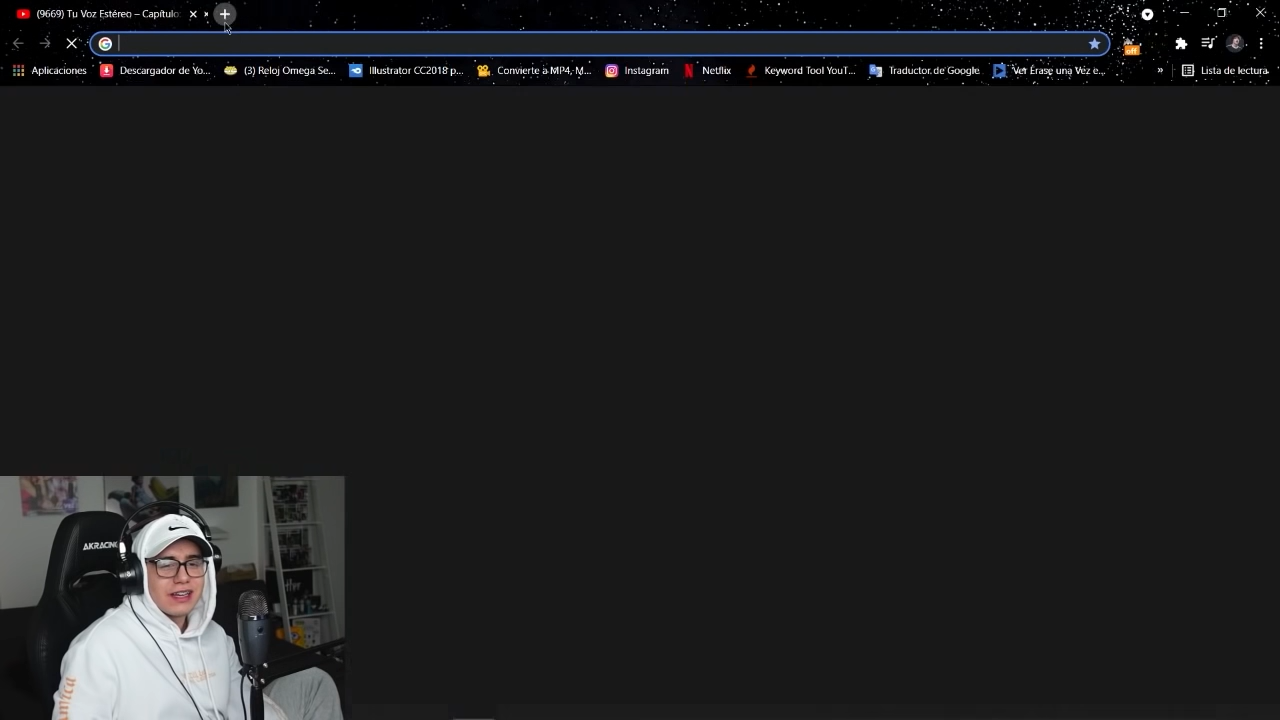 (9669) Tu Voz Estéreo – Capítulo
Aplicaciones
Descargador de Yo...
(3) Reloj Omega Se...
Illustrator CC2018 p...
Convierte a MP4, M...
Instagram
Netflix
Keyword Tool YouT...
Traductor de Google
Ver Érase una Vez e...
»
Lista de lectura
off
AKRACING